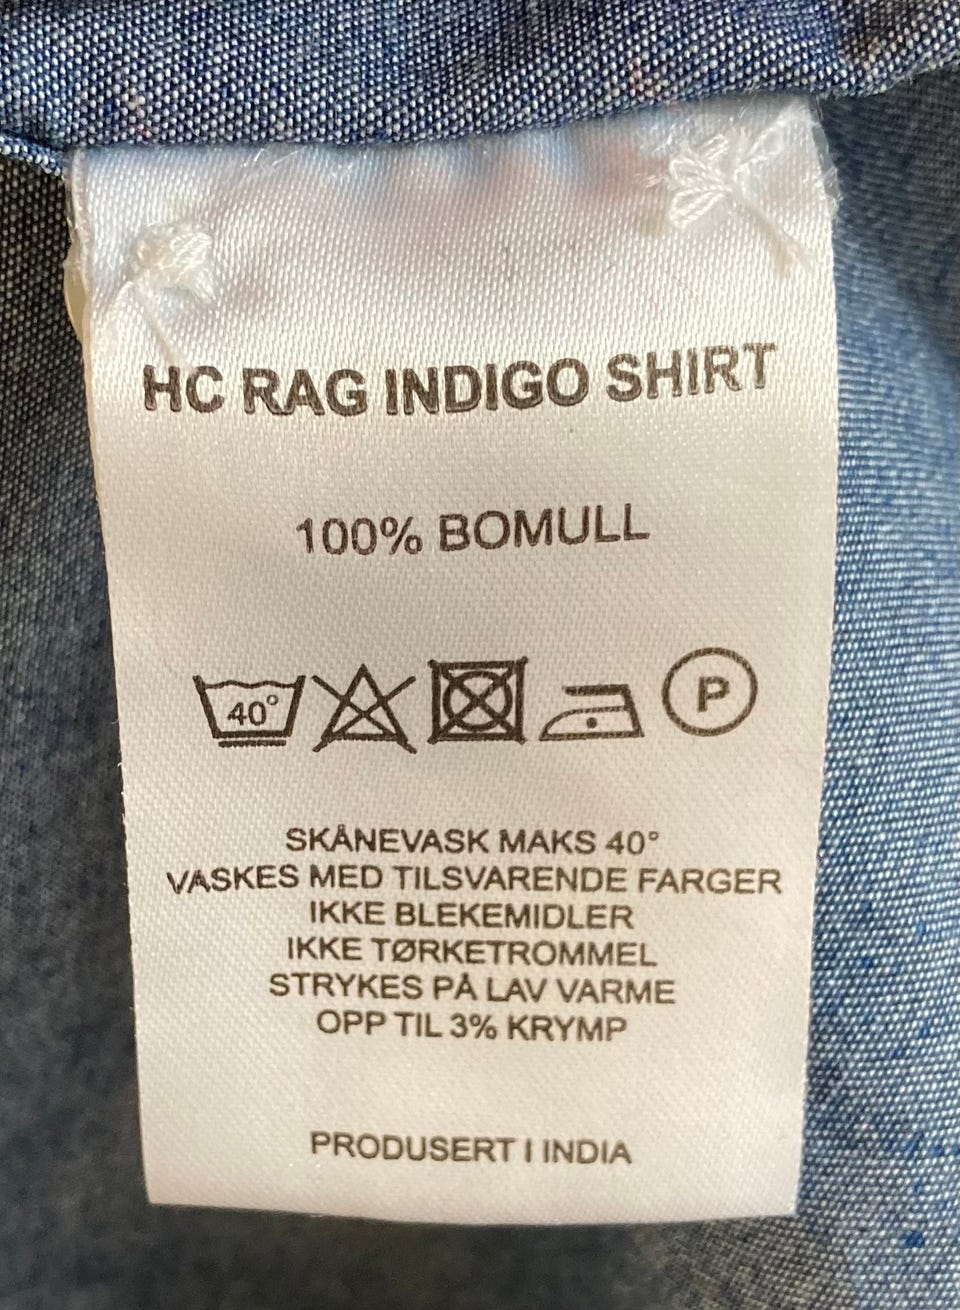 HC RAG INDIGO SHIRT
100% BOMULL
40°
P
SKÅNEVASK MAKS 40°
VASKES MED TILSVARENDE FARGER
IKKE BLEKEMIDLER
IKKE TØRKETROMMEL
STRYKES PÅ LAV VARME
OPP TIL 3% KRYMP
PRODUSERT I INDIA